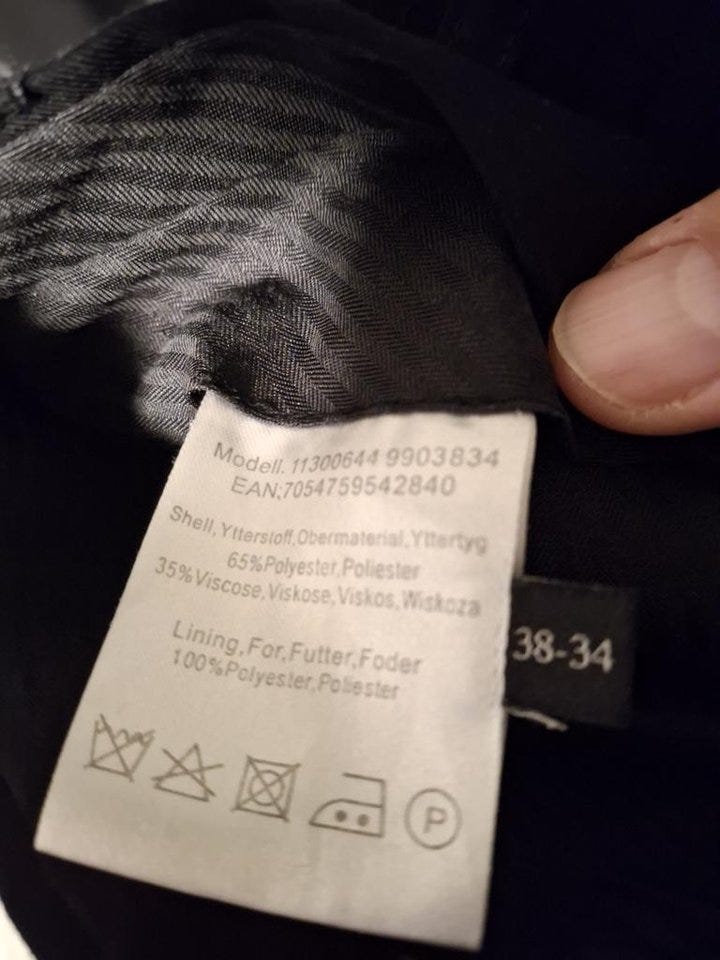 Modell. 11300644 9903834
EAN:7054759542840
Shell,Ytterstoff,Obermaterial,Yttertyg
65%Polyester,Poliester
35%Viscose,Viskose,Viskos,Wiskoza
Lining,For,Futter,Foder
100%Polyester,Poliester
38-34
P